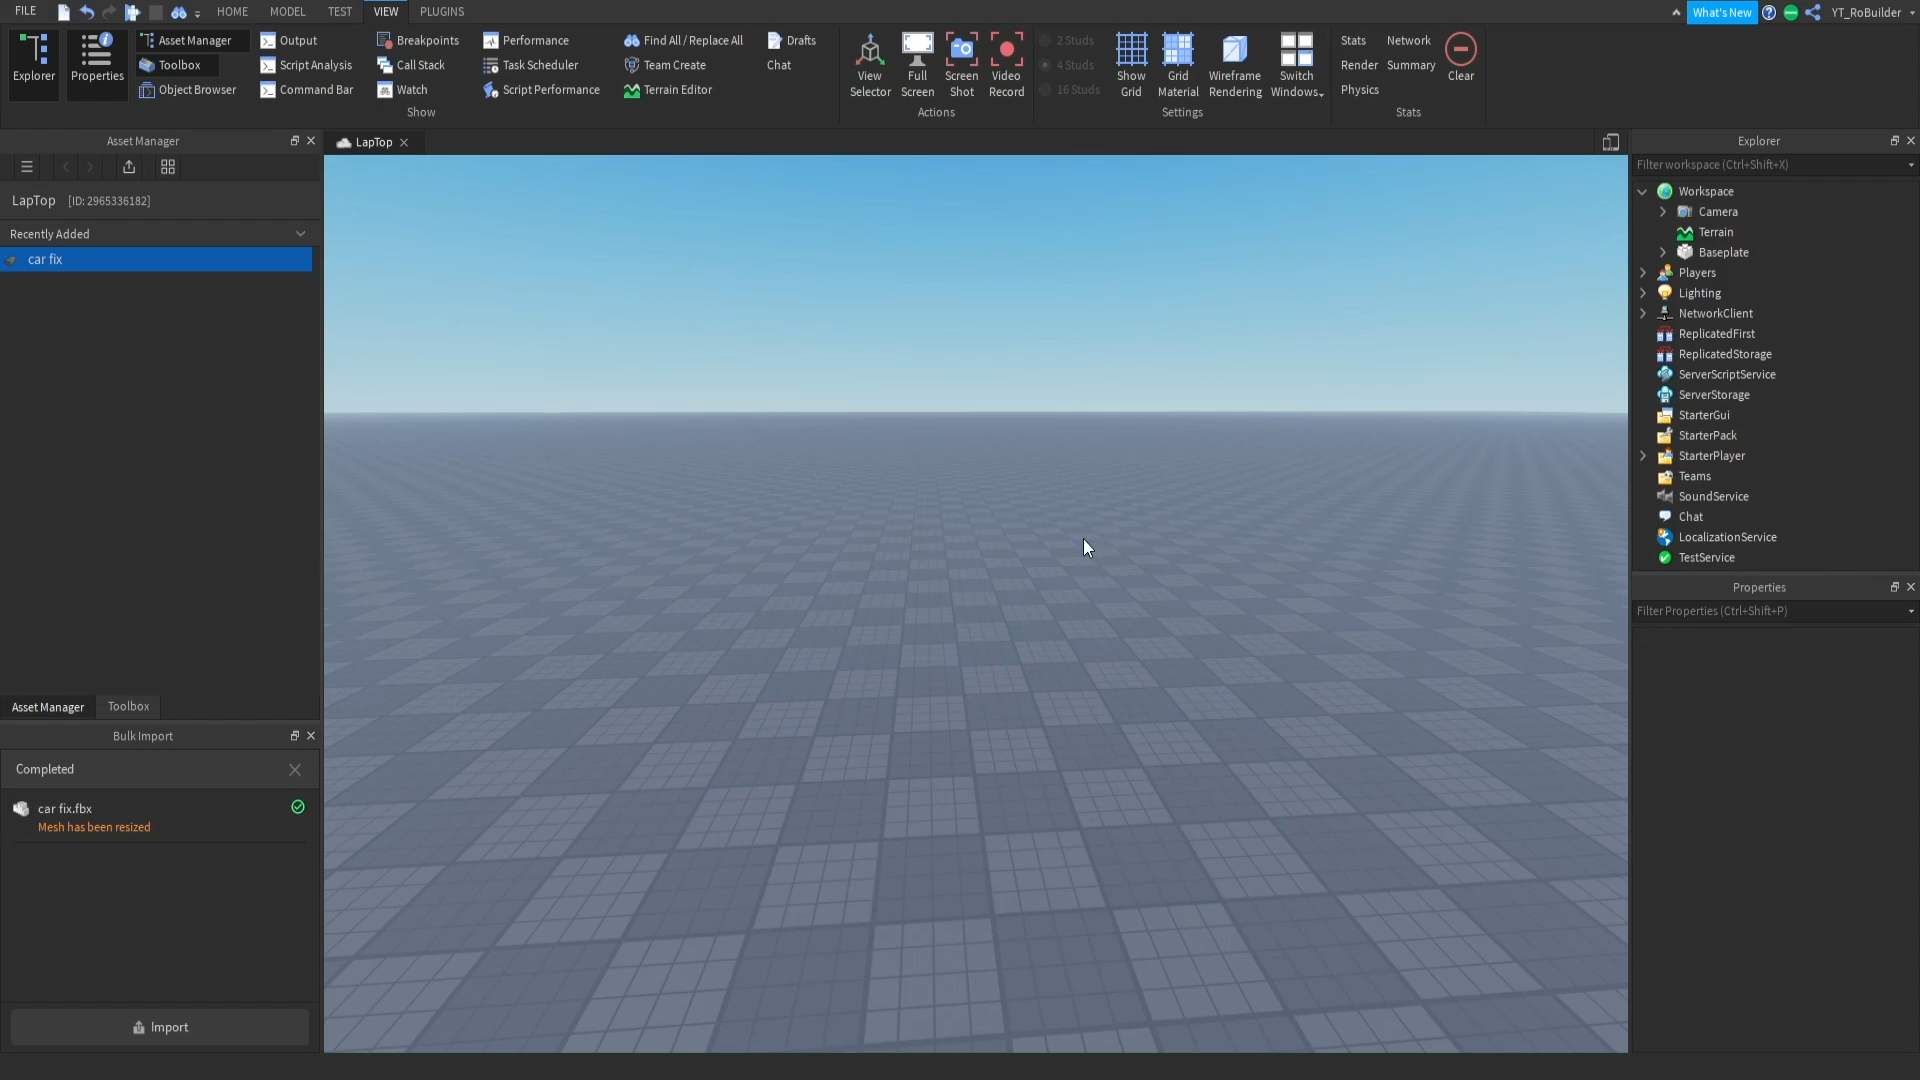 FILE HOME MODEL TEST VIEW PLUGINS What's New YT_RoBuilder
Explorer
Properties
Asset Manager
Toolbox
Object Browser
Output
Script Analysis
Command Bar
Breakpoints
Call Stack
Watch
Performance
Task Scheduler
Script Performance
Find All / Replace All
Team Create
Terrain Editor
Drafts
Chat
Show
View
Selector
Full
Screen
Screen
Shot
Video
Record
Actions
2 Studs
4 Studs
16 Studs
Show
Grid
Grid
Material
Wireframe
Rendering
Switch
Windows
Settings
Stats Network
Render Summary
Physics
Clear
Stats
Asset Manager
LapTop [ID: 2965336182]
Recently Added
car fix
Asset Manager Toolbox
Bulk Import
Completed
car fix.fbx
Mesh has been resized
Import
LapTop
Explorer
Filter workspace (Ctrl+Shift+X)
Workspace
Camera
Terrain
Baseplate
Players
Lighting
NetworkClient
ReplicatedFirst
ReplicatedStorage
ServerScriptService
ServerStorage
StarterGui
StarterPack
StarterPlayer
Teams
SoundService
Chat
LocalizationService
TestService
Properties
Filter Properties (Ctrl+Shift+P)